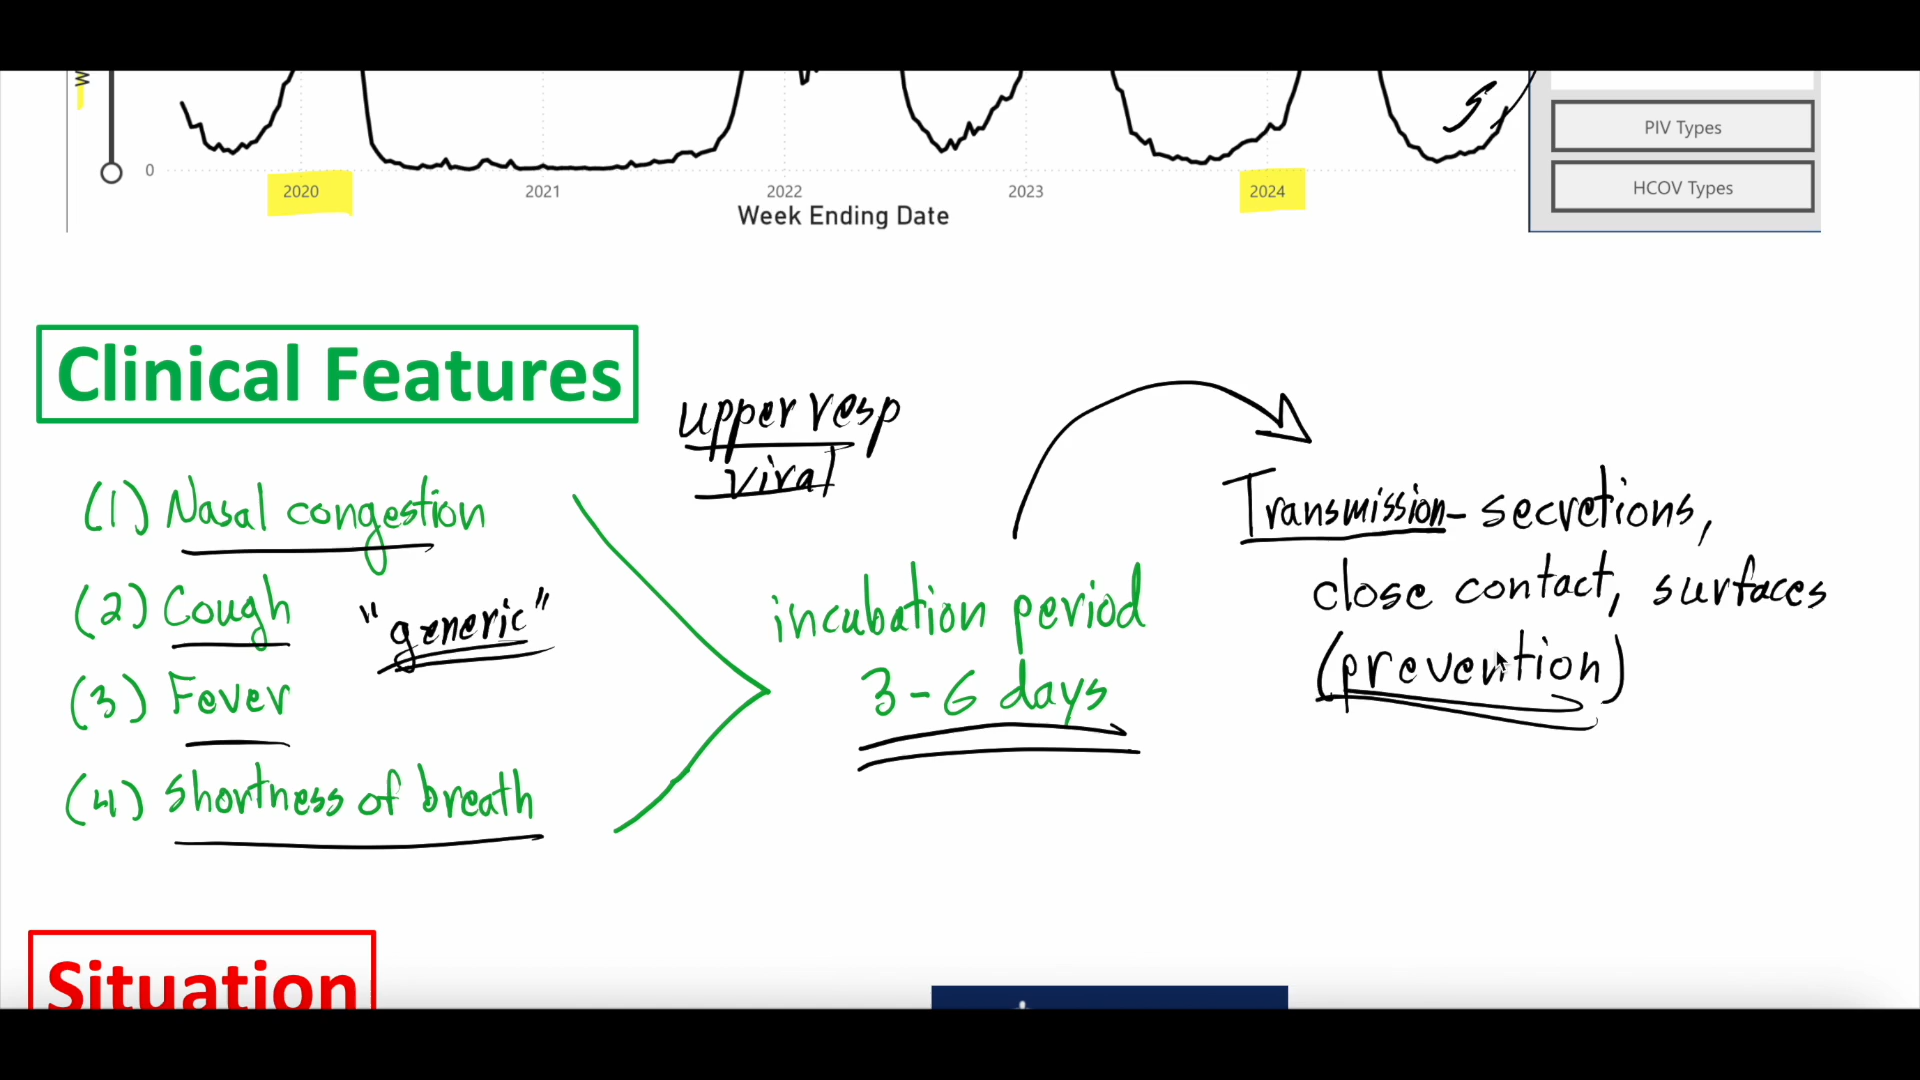 W
0
2020 2021 2022 2023 2024
Week Ending Date
5
PIV Types
HCOV Types
Clinical Features
upper resp
viral
(1) Nasal congestion
(2) Cough
"generic"
(3) Fever
(4) shortness of breath
incubation period
3-6 days
Transmission- secretions,
close contact, surfaces
(prevention)
Situation